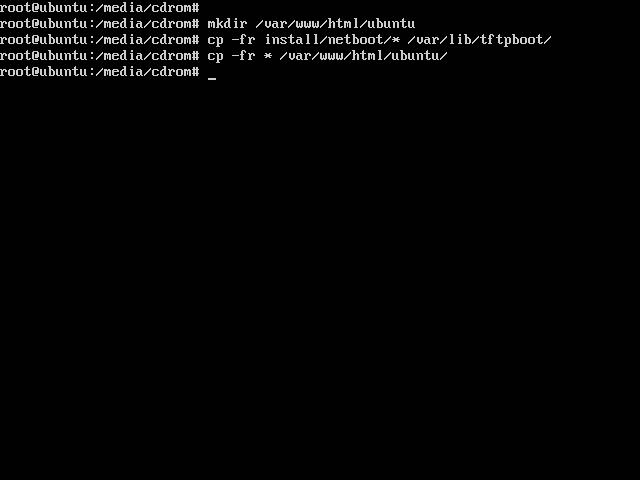 root@ubuntu:/media/cdrom#
root@ubuntu:/media/cdrom# mkdir /var/www/html/ubuntu
root@ubuntu:/media/cdrom# cp -fr install/netboot/* /var/lib/tftpboot/
root@ubuntu:/media/cdrom# cp -fr * /var/www/html/ubuntu/
root@ubuntu:/media/cdrom# _